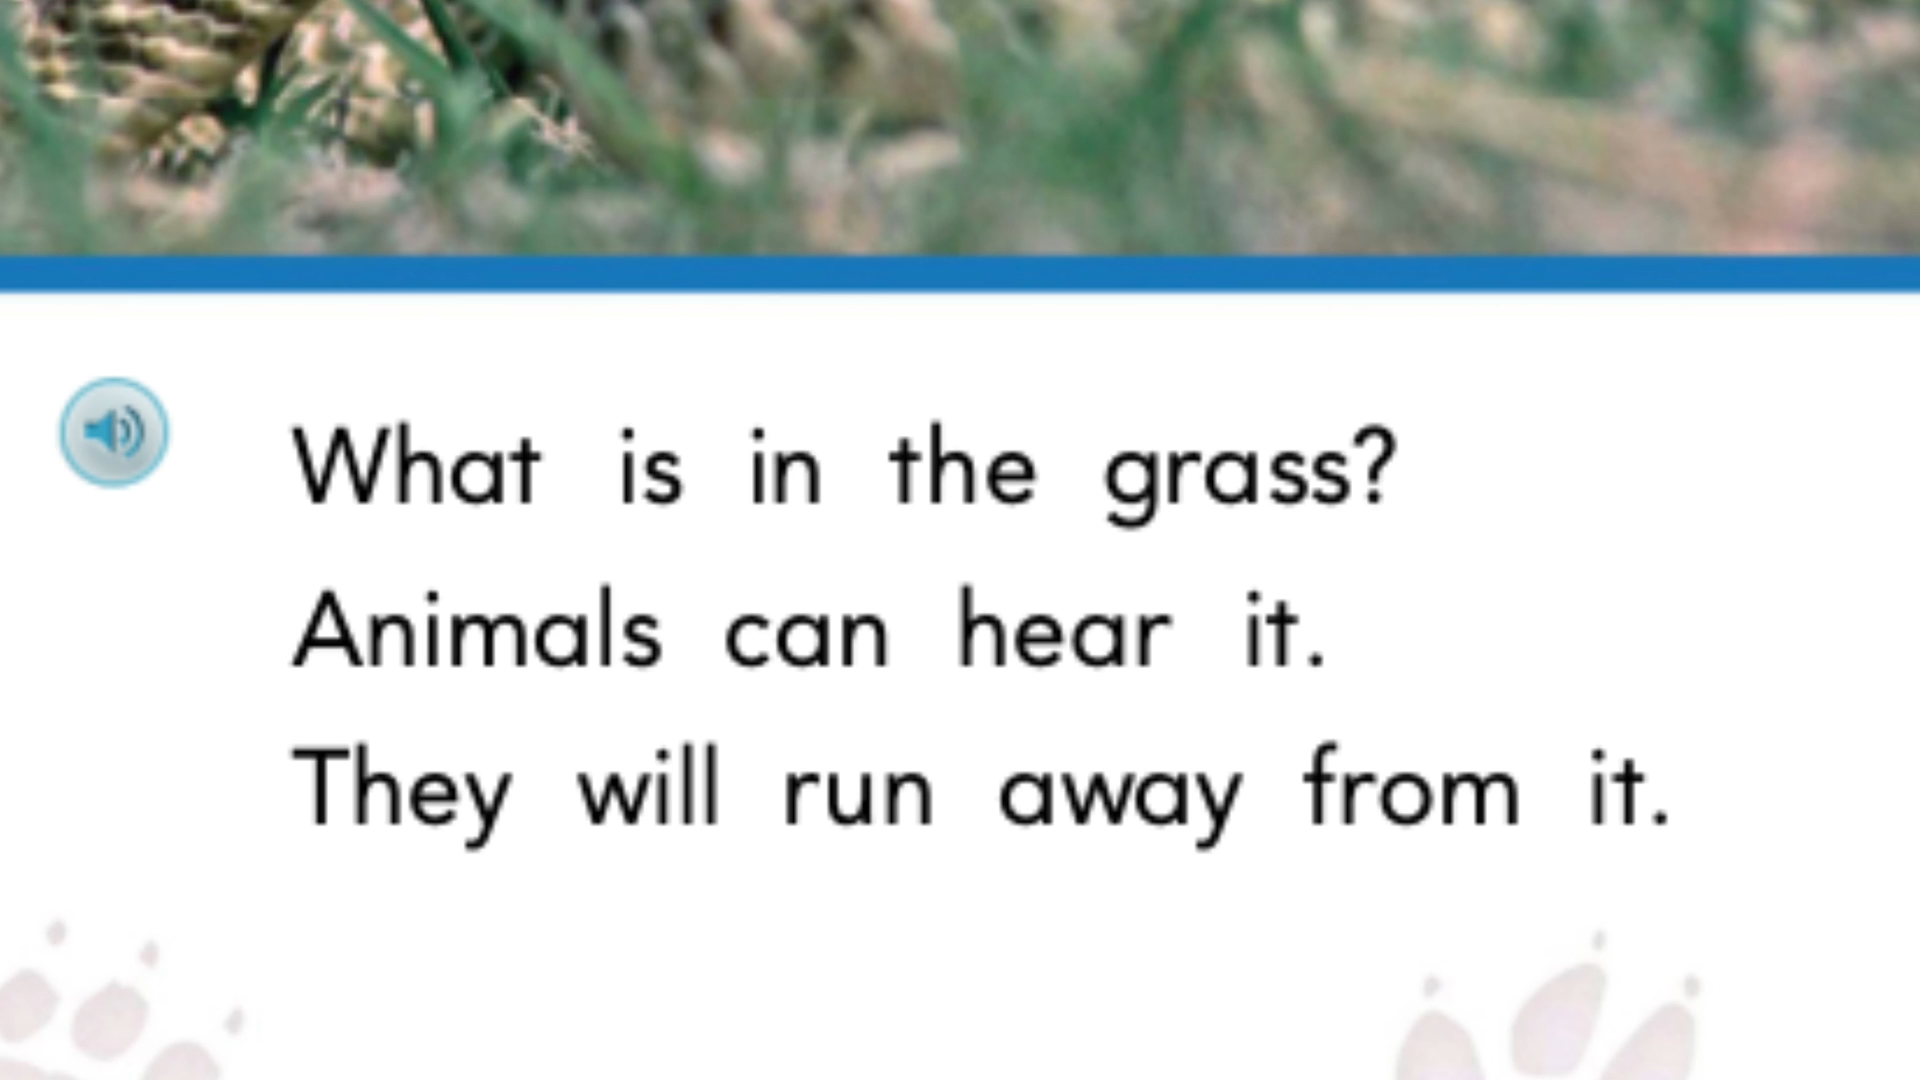 What is in the grass?
Animals can hear it.
They will run away from it.